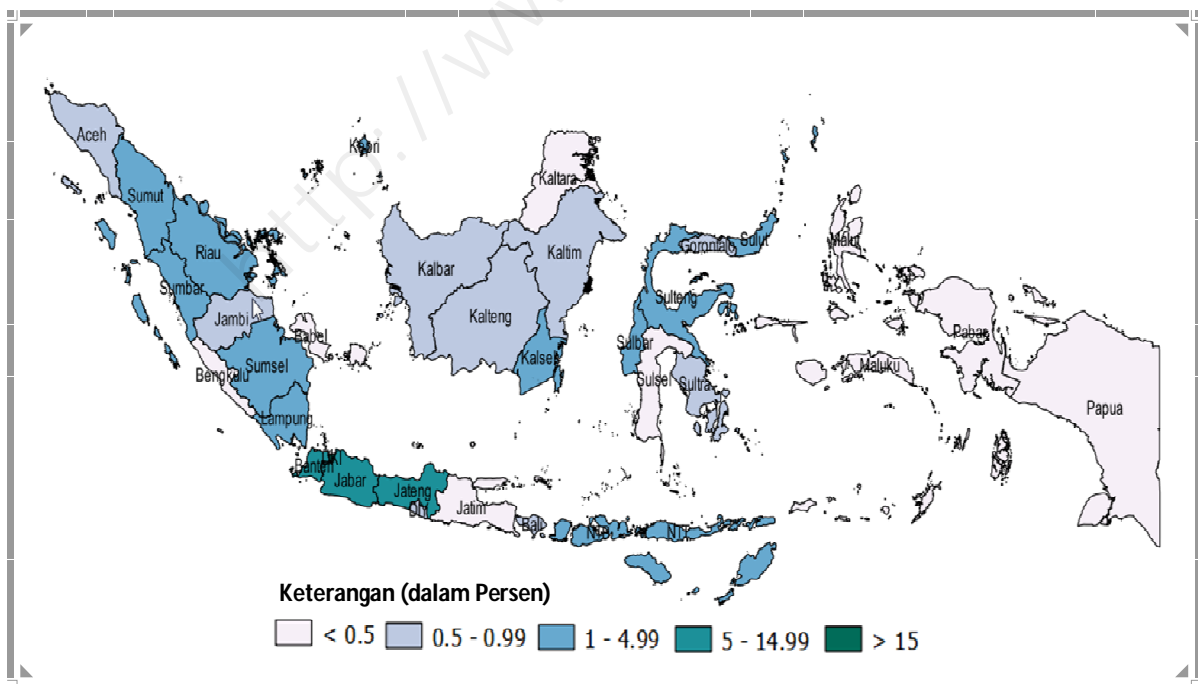 http://ww
Aceh
Kepri
Sumut
Kaltara
Riau
Malut
Gorontalo
Sulut
Kaltim
Kalbar
Sumbar
Sulteng
Kalteng
Jambi
Babel
Pabar
Sulbar
Kalsel
Sumsel
Bengkulu
Maluku
Sulsel
Sultra
Papua
Lampung
DKI
Banten
Jabar
Jateng
Jatim
Bali
NTB
Keterangan (dalam Persen)
< 0.5 0.5 - 0.99 1 - 4.99 5 - 14.99 > 15